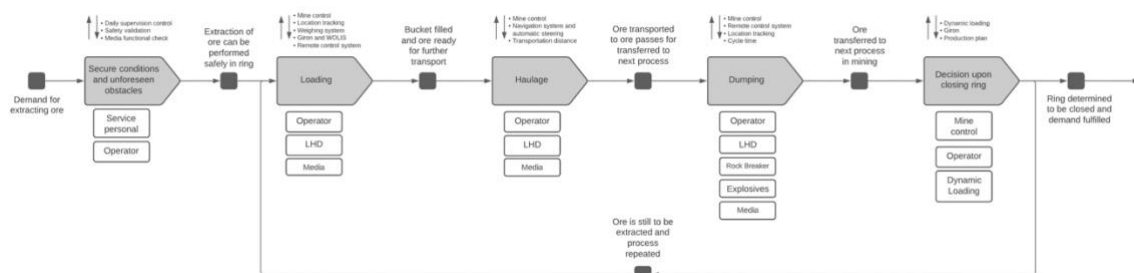 • Daily supervision control
• Safety validation
• Media functional check
Secure conditions
and unforeseen
obstacles
Demand for
extracting ore
Service
personal
Operator
Extraction of
ore can be
performed
safely in ring
• Mine control
• Location tracking
• Weighing system
• Giron and WOLIS
• Remote control system
Loading
Operator
LHD
Media
Bucket filled
and ore ready
for further
transport
• Mine control
• Navigation system and
automatic steering
• Transportation distance
Haulage
Operator
LHD
Media
Ore transported
to ore passes for
transferred to
next process
• Mine control
• Remote control system
• Location tracking
• Cycle time
Dumping
Operator
LHD
Rock Breaker
Explosives
Media
Ore
transferred to
next process
in mining
• Dynamic loading
• Giron
• Production plan
Decision upon
closing ring
Mine
control
Operator
Dynamic
Loading
Ring determined
to be closed and
demand fulfilled
Ore is still to be
extracted and
process
repeated